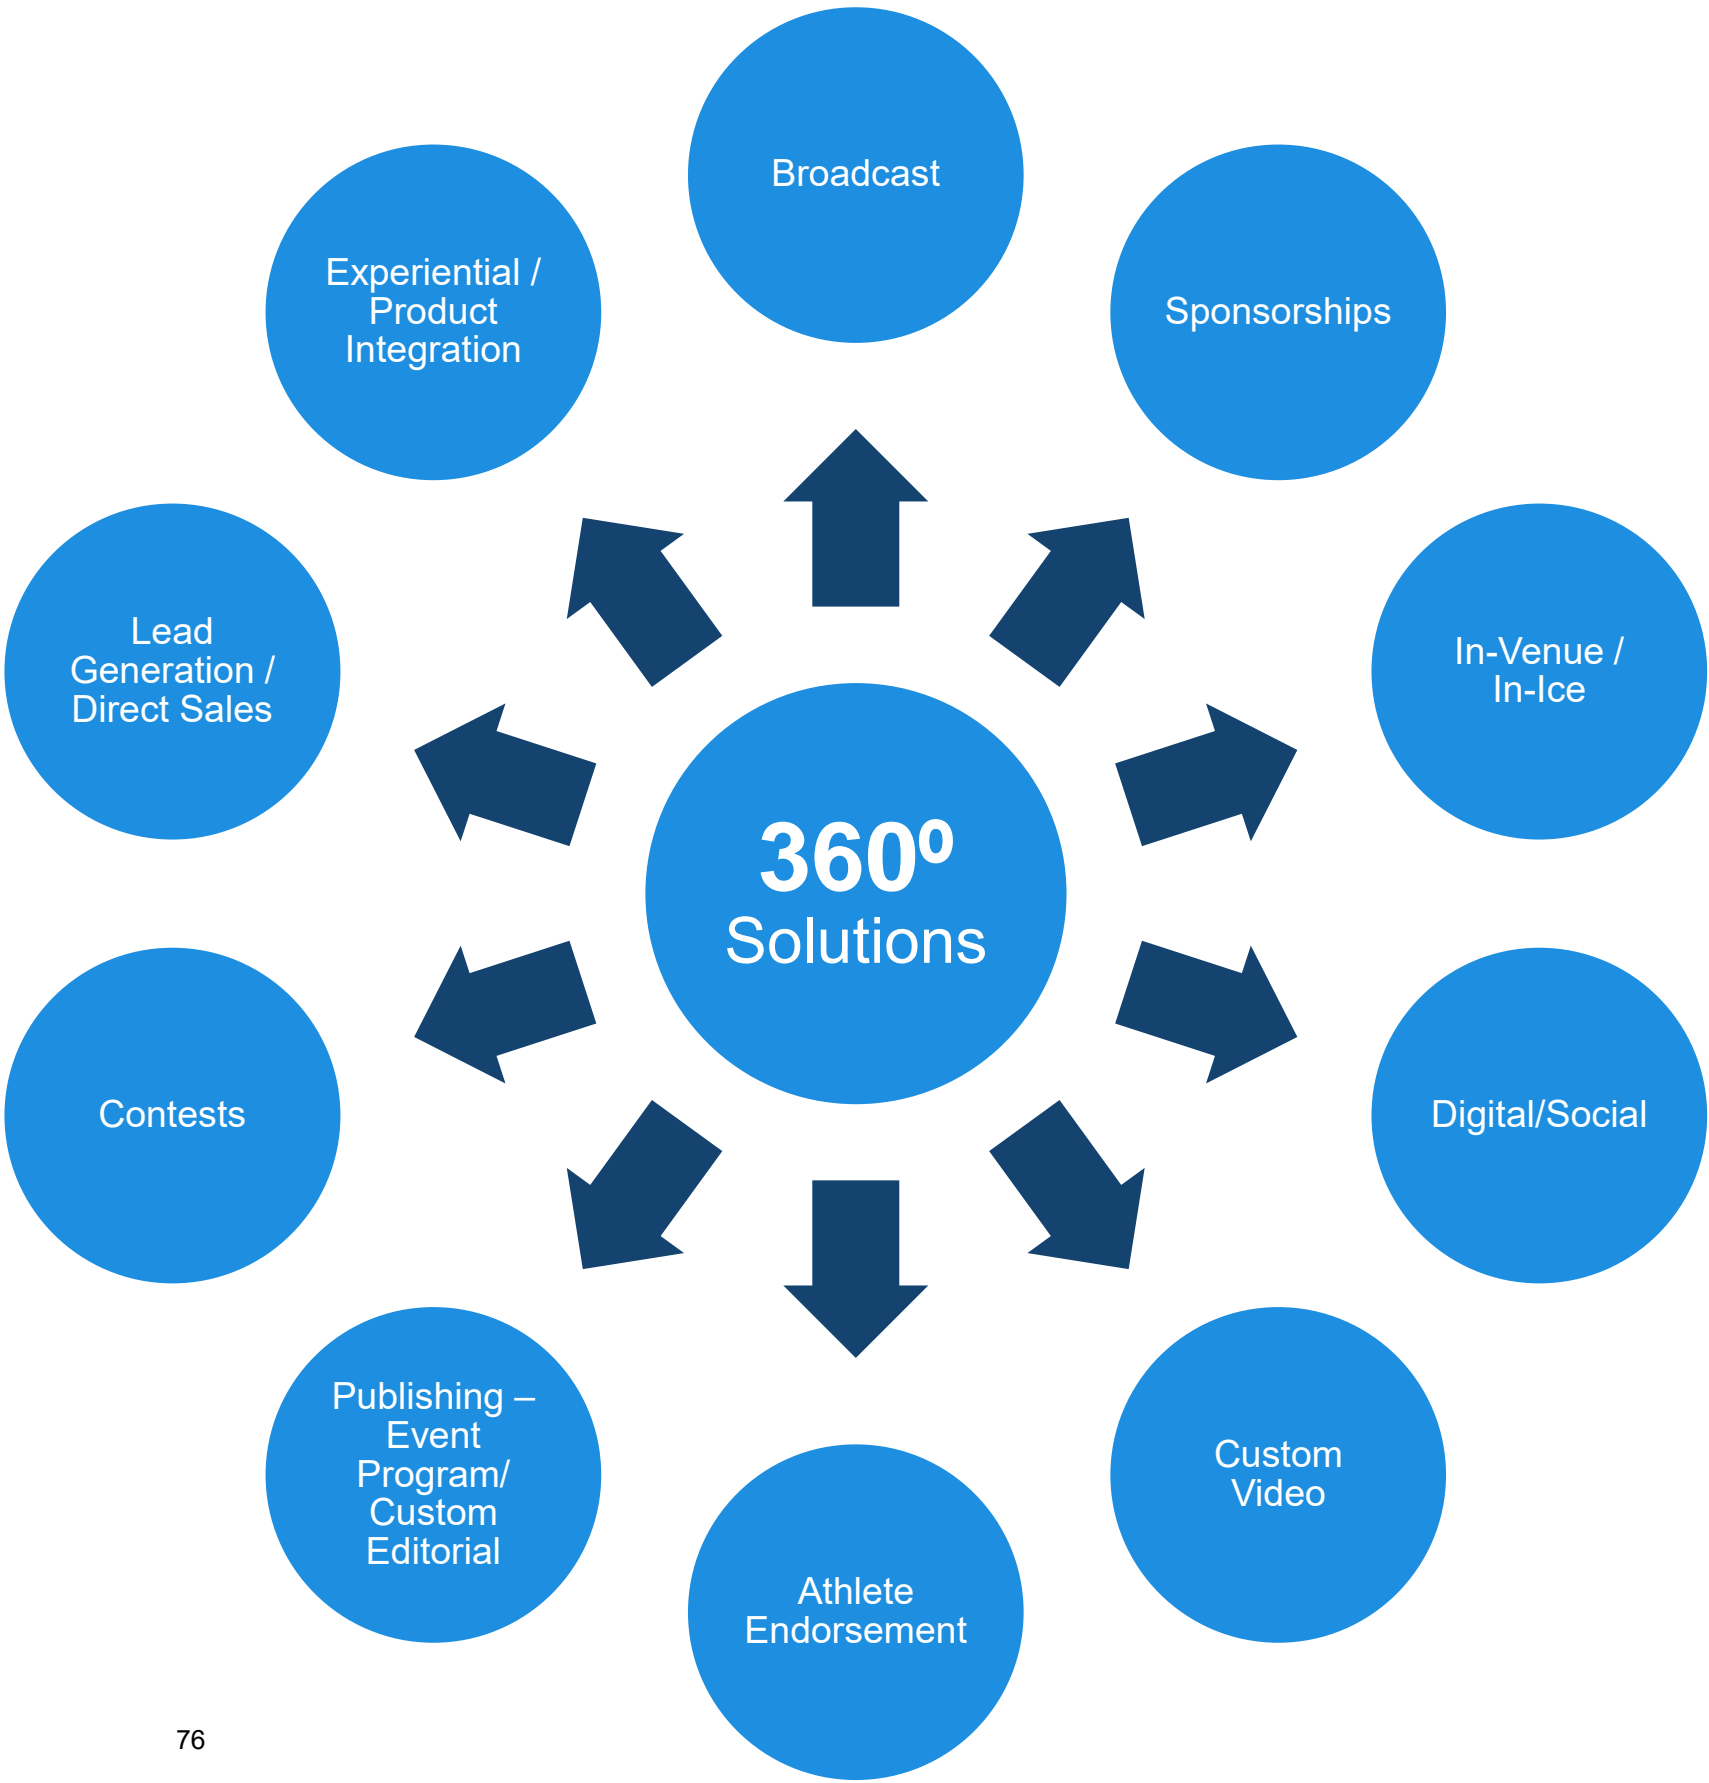 Broadcast
Sponsorships
In-Venue /
In-Ice
Digital/Social
Custom
Video
Athlete
Endorsement
Publishing –
Event
Program/
Custom
Editorial
Contests
Lead
Generation /
Direct Sales
Experiential /
Product
Integration
360º
Solutions
76